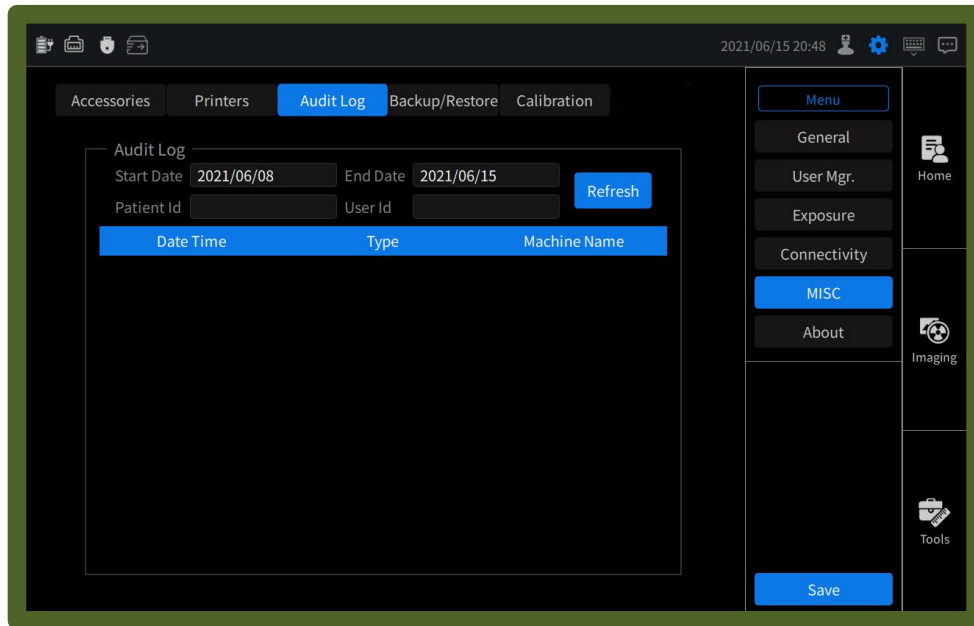 2021/06/15 20:48
Accessories Printers Audit Log Backup/Restore Calibration
Audit Log
Start Date 2021/06/08 End Date 2021/06/15
Refresh
Patient Id User Id
Date Time Type Machine Name
Menu
General
User Mgr.
Exposure
Connectivity
MISC
About
Save
Home
Imaging
Tools